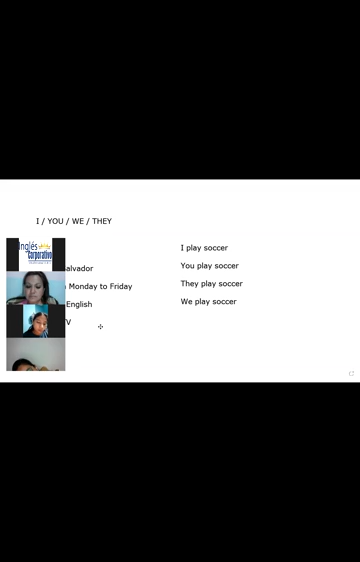 I / YOU / WE / THEY
Inglés
Corporativo
alvador
Monday to Friday
English
V
I play soccer
You play soccer
They play soccer
We play soccer